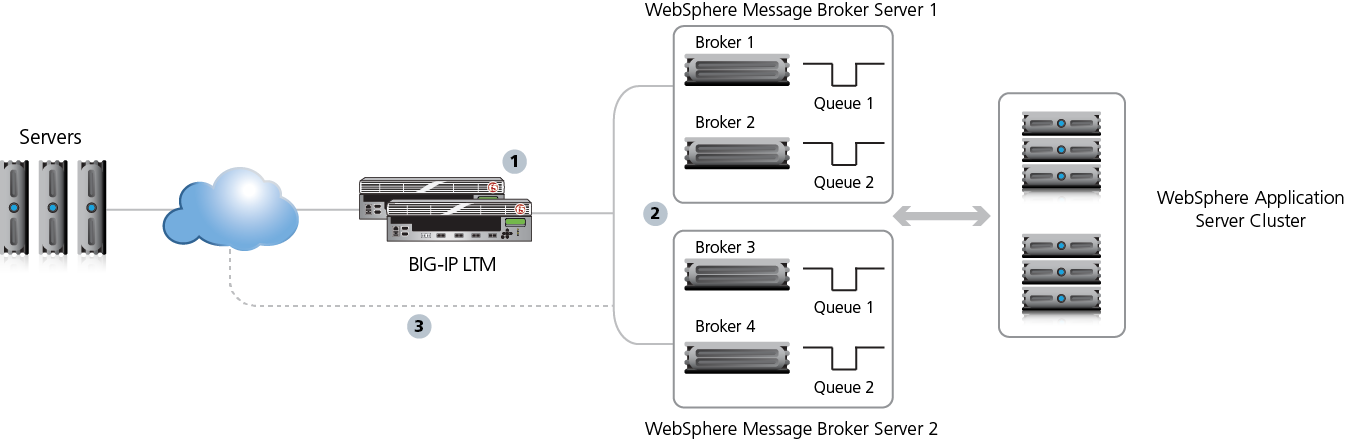 Servers
BIG-IP LTM
1
2
3
WebSphere Message Broker Server 1
Broker 1
Queue 1
Broker 2
Queue 2
Broker 3
Queue 1
Broker 4
Queue 2
WebSphere Message Broker Server 2
WebSphere Application
Server Cluster